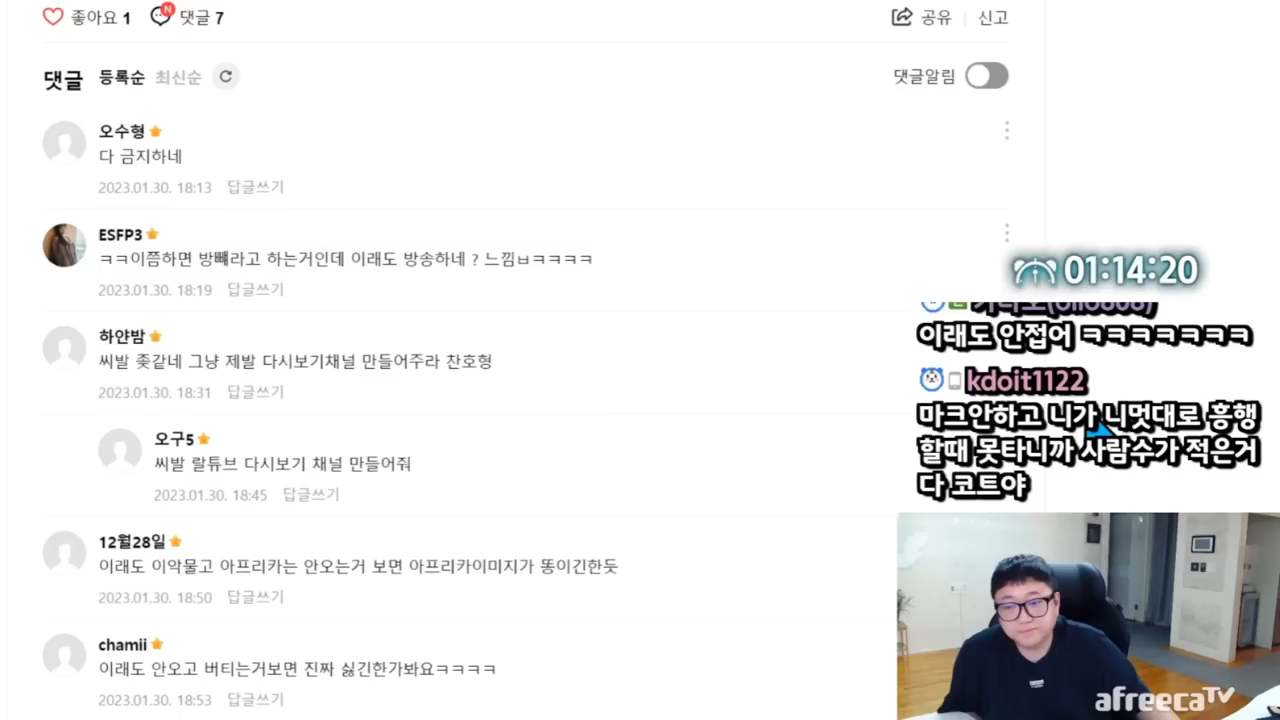 좋아요 1
N
댓글 7
공유
신고
댓글 등록순 최신순
댓글알림
오수형
다 금지하네
2023.01.30. 18:13 답글쓰기
ESFP3
ㅋㅋ이쯤하면 방빼라고 하는거인데 이래도 방송하네 ? 느낌ㅂㅋㅋㅋㅋ
2023.01.30. 18:19 답글쓰기
하얀밤
씨발 좆같네 그냥 제발 다시보기채널 만들어주라 찬호형
2023.01.30. 18:31 답글쓰기
오구5
씨발 랄튜브 다시보기 채널 만들어줘
2023.01.30. 18:45 답글쓰기
12월28일
이래도 이악물고 아프리카는 안오는거 보면 아프리카이미지가 똥이긴한듯
2023.01.30. 18:50 답글쓰기
chamii
이래도 안오고 버티는거보면 진짜 싫긴한가봐요ㅋㅋㅋㅋ
2023.01.30. 18:53 답글쓰기
01:14:20
이래도 안접어 ㅋㅋㅋㅋㅋㅋㅋ
kdoit1122
마크안하고 니가 니멋대로 흥행
할때 못타니까 사람수가 적은거
다 코트야
afreecaTV